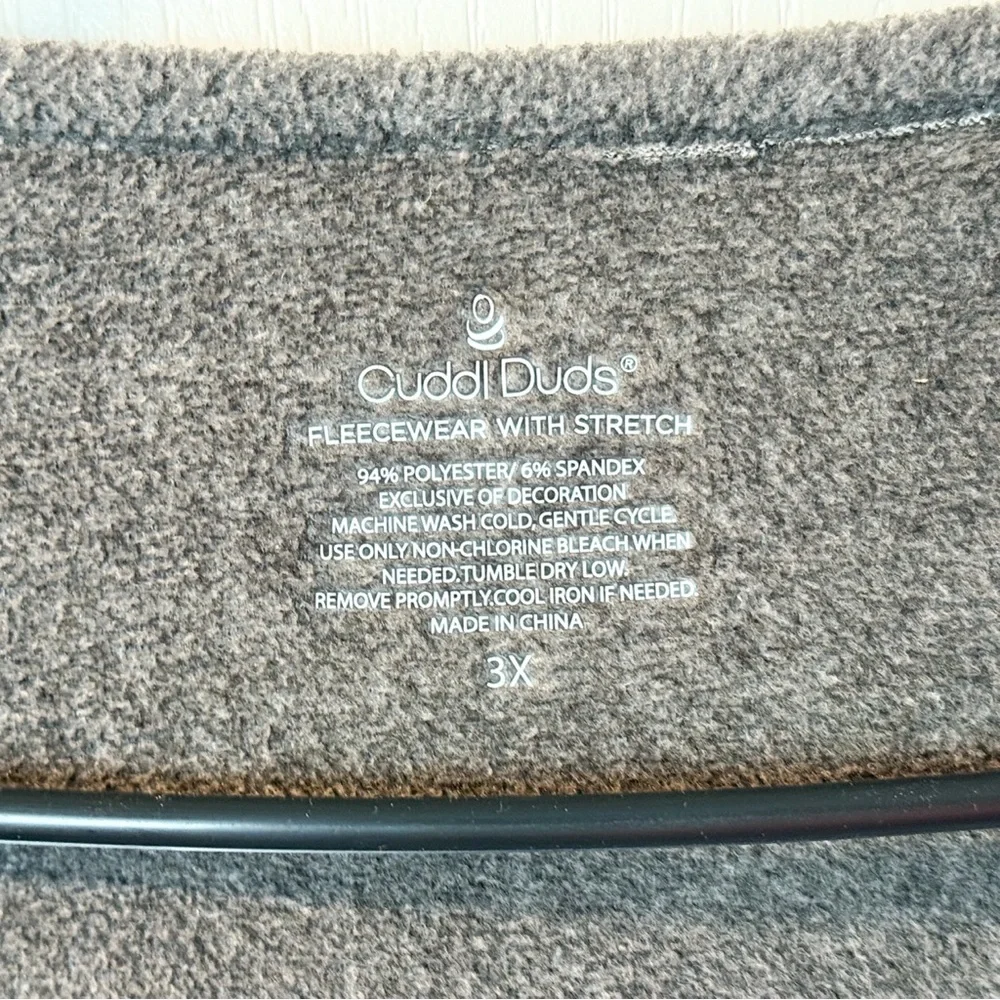 Cuddl Duds®
FLEECEWEAR WITH STRETCH
94% POLYESTER/ 6% SPANDEX
EXCLUSIVE OF DECORATION
MACHINE WASH COLD, GENTLE CYCLE.
USE ONLY NON-CHLORINE BLEACH WHEN
NEEDED.TUMBLE DRY LOW.
REMOVE PROMPTLY.COOL IRON IF NEEDED.
MADE IN CHINA
3X